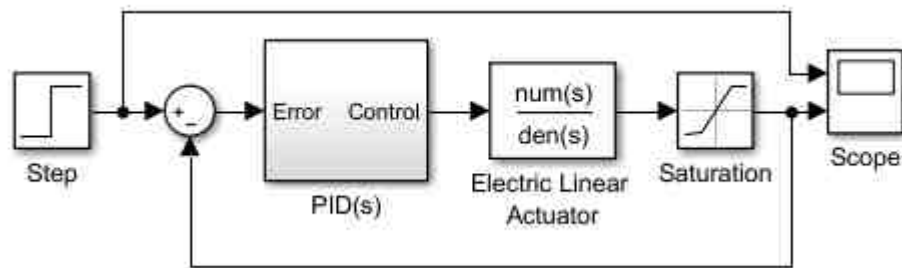 Step
+
−
Error Control
PID(s)
num(s)
den(s)
Electric Linear
Actuator
Saturation
Scope